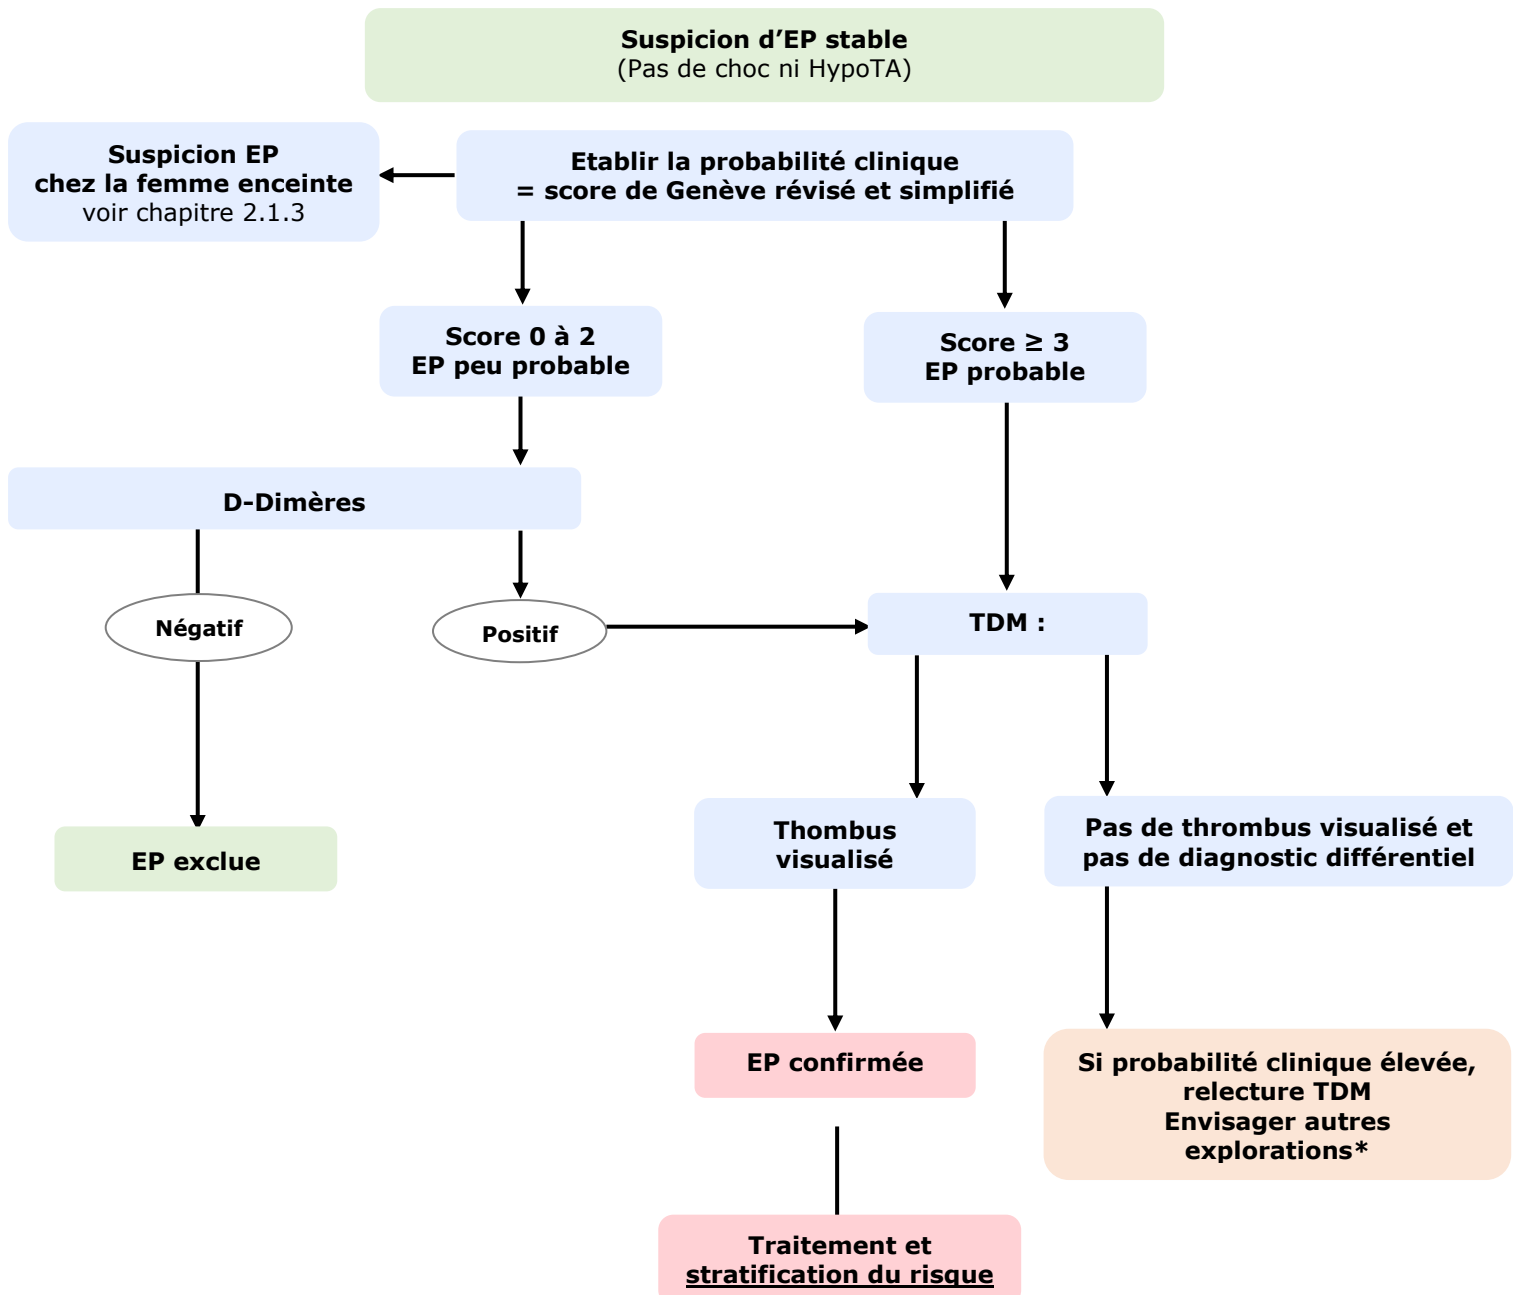 Suspicion d’EP stable
(Pas de choc ni HypoTA)
Suspicion EP
chez la femme enceinte
voir chapitre 2.1.3
Etablir la probabilité clinique
= score de Genève révisé et simplifié
Score 0 à 2
EP peu probable
Score ≥ 3
EP probable
D-Dimères
Négatif
Positif
TDM :
Thombus
visualisé
Pas de thrombus visualisé et
pas de diagnostic différentiel
EP exclue
EP confirmée
Si probabilité clinique élevée,
relecture TDM
Envisager autres
explorations*
Traitement et
stratification du risque